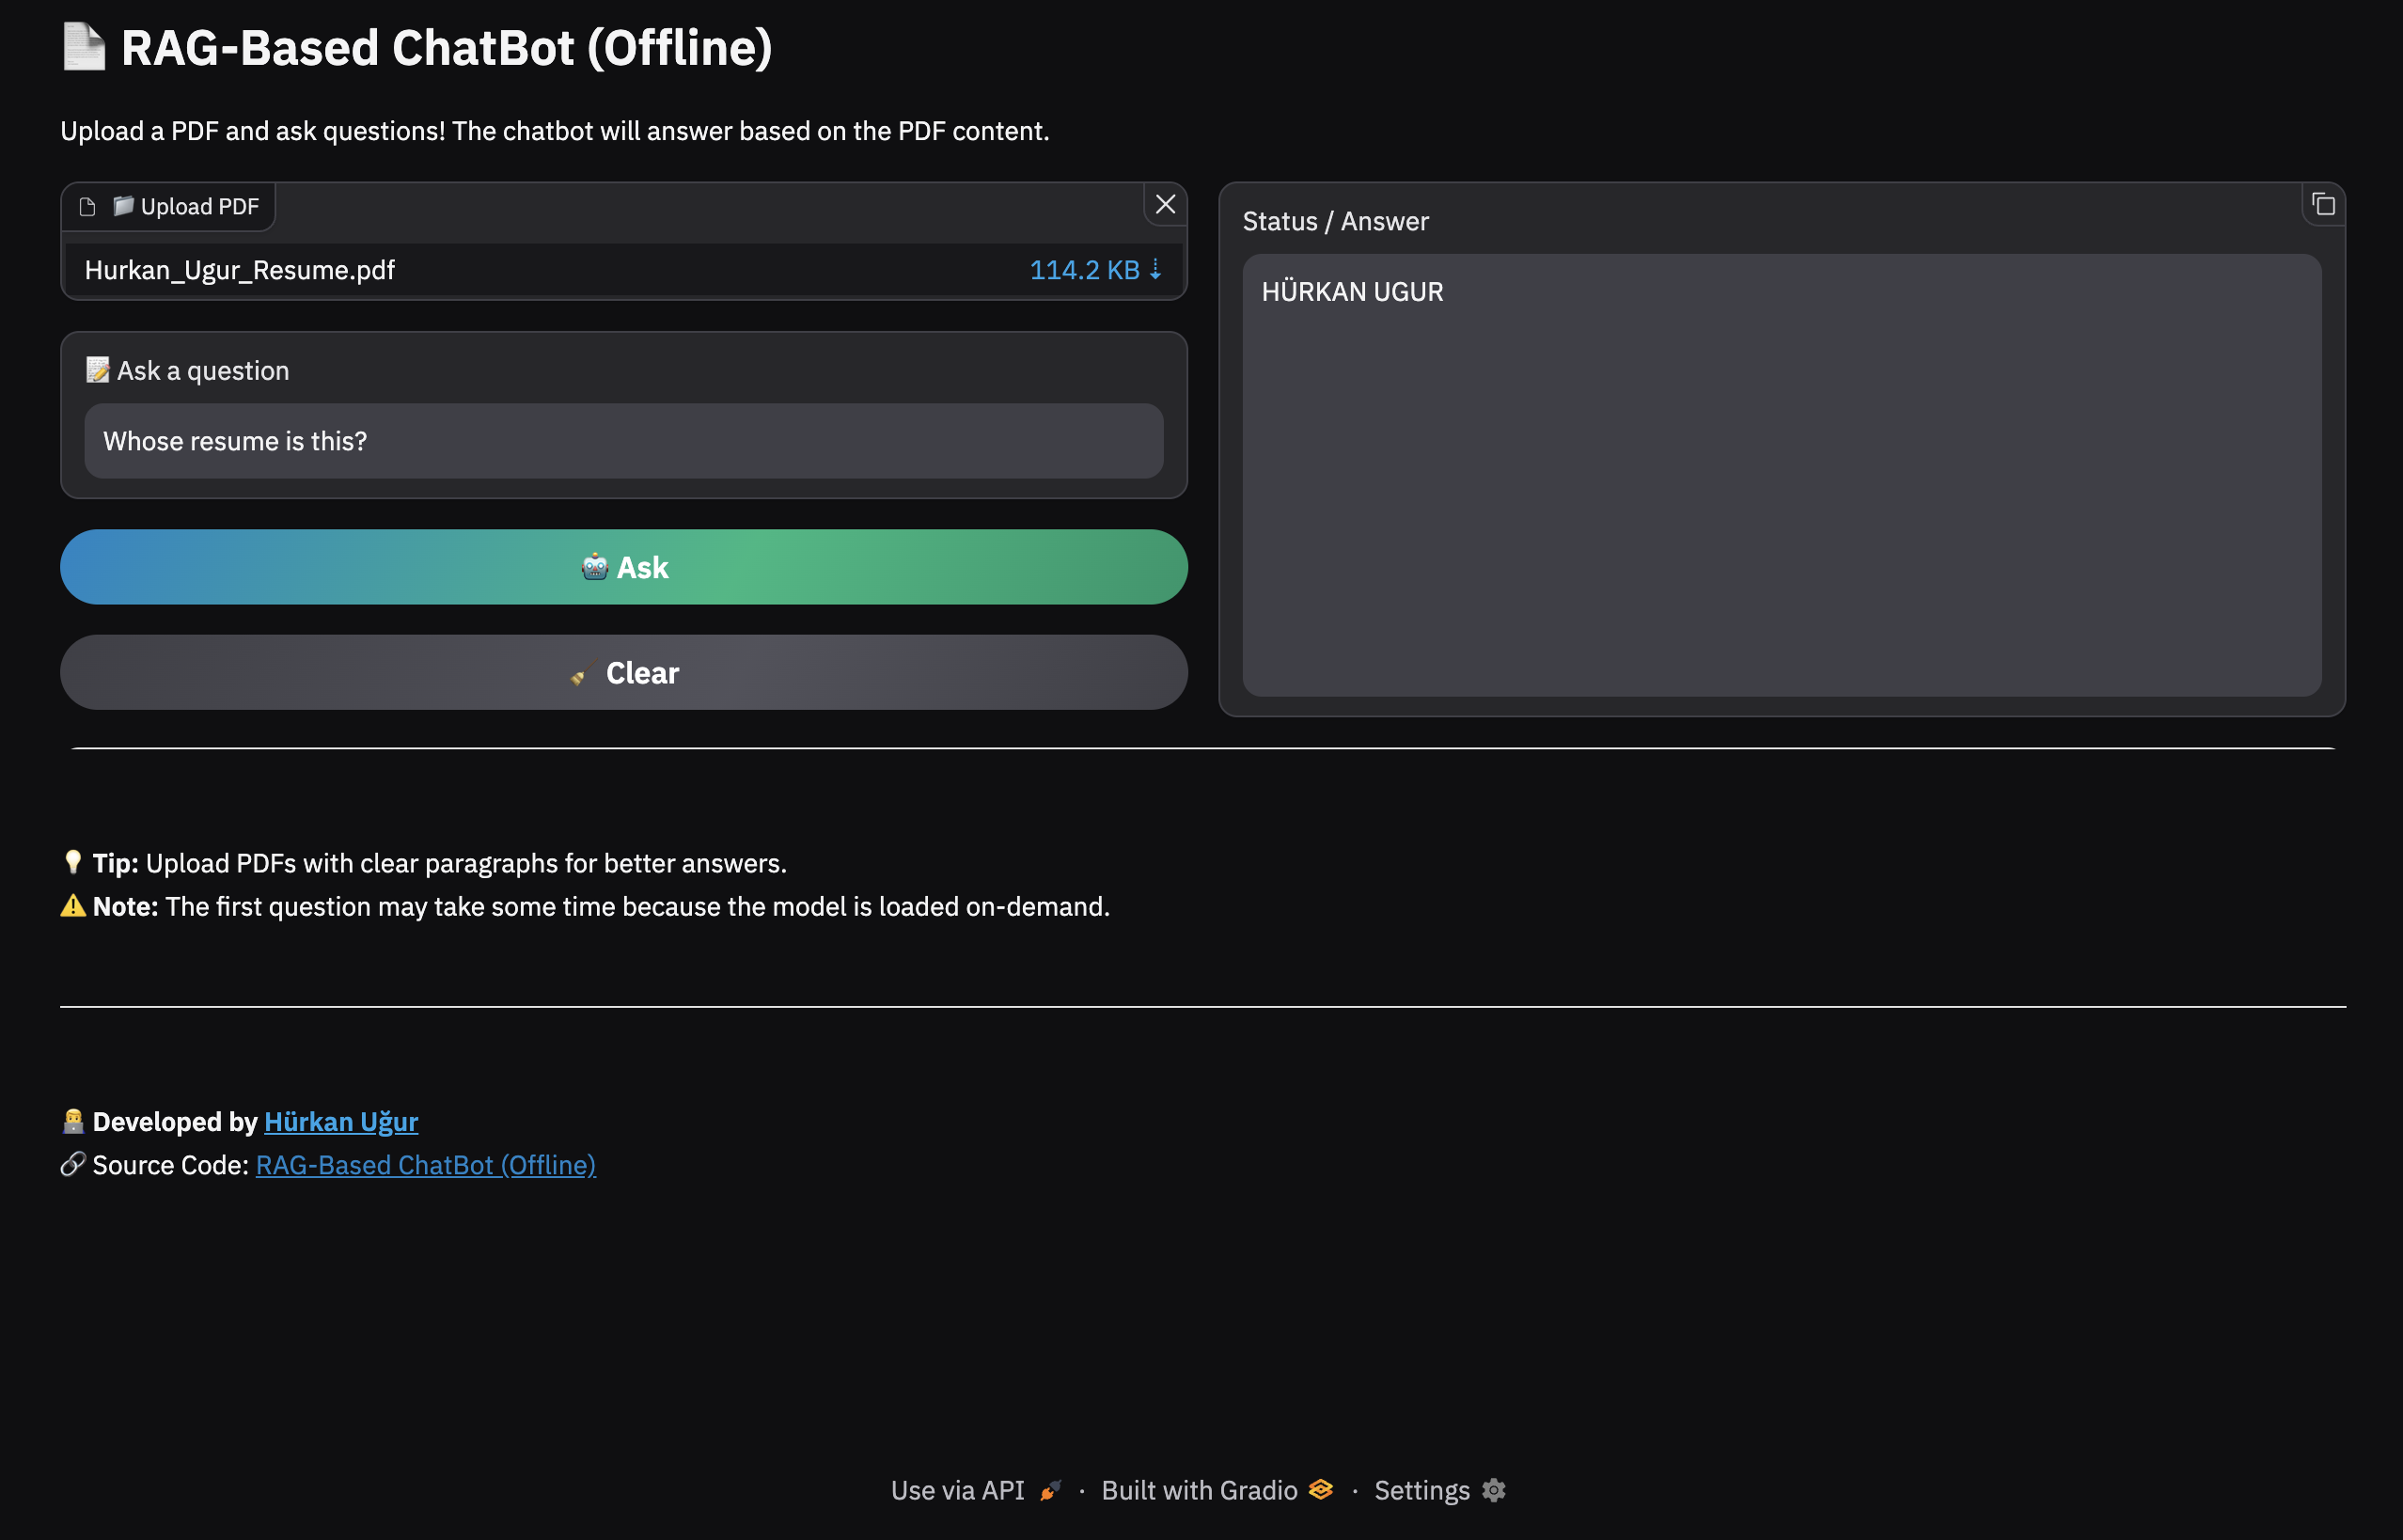 RAG-Based ChatBot (Offline)
Upload a PDF and ask questions! The chatbot will answer based on the PDF content.
Upload PDF
Hurkan_Ugur_Resume.pdf 114.2 KB ⇣
Ask a question
Whose resume is this?
Ask
Clear
Status / Answer
HÜRKAN UGUR
Tip: Upload PDFs with clear paragraphs for better answers.
Note: The first question may take some time because the model is loaded on-demand.
Developed by Hürkan Uğur
Source Code: RAG-Based ChatBot (Offline)
Use via API · Built with Gradio · Settings